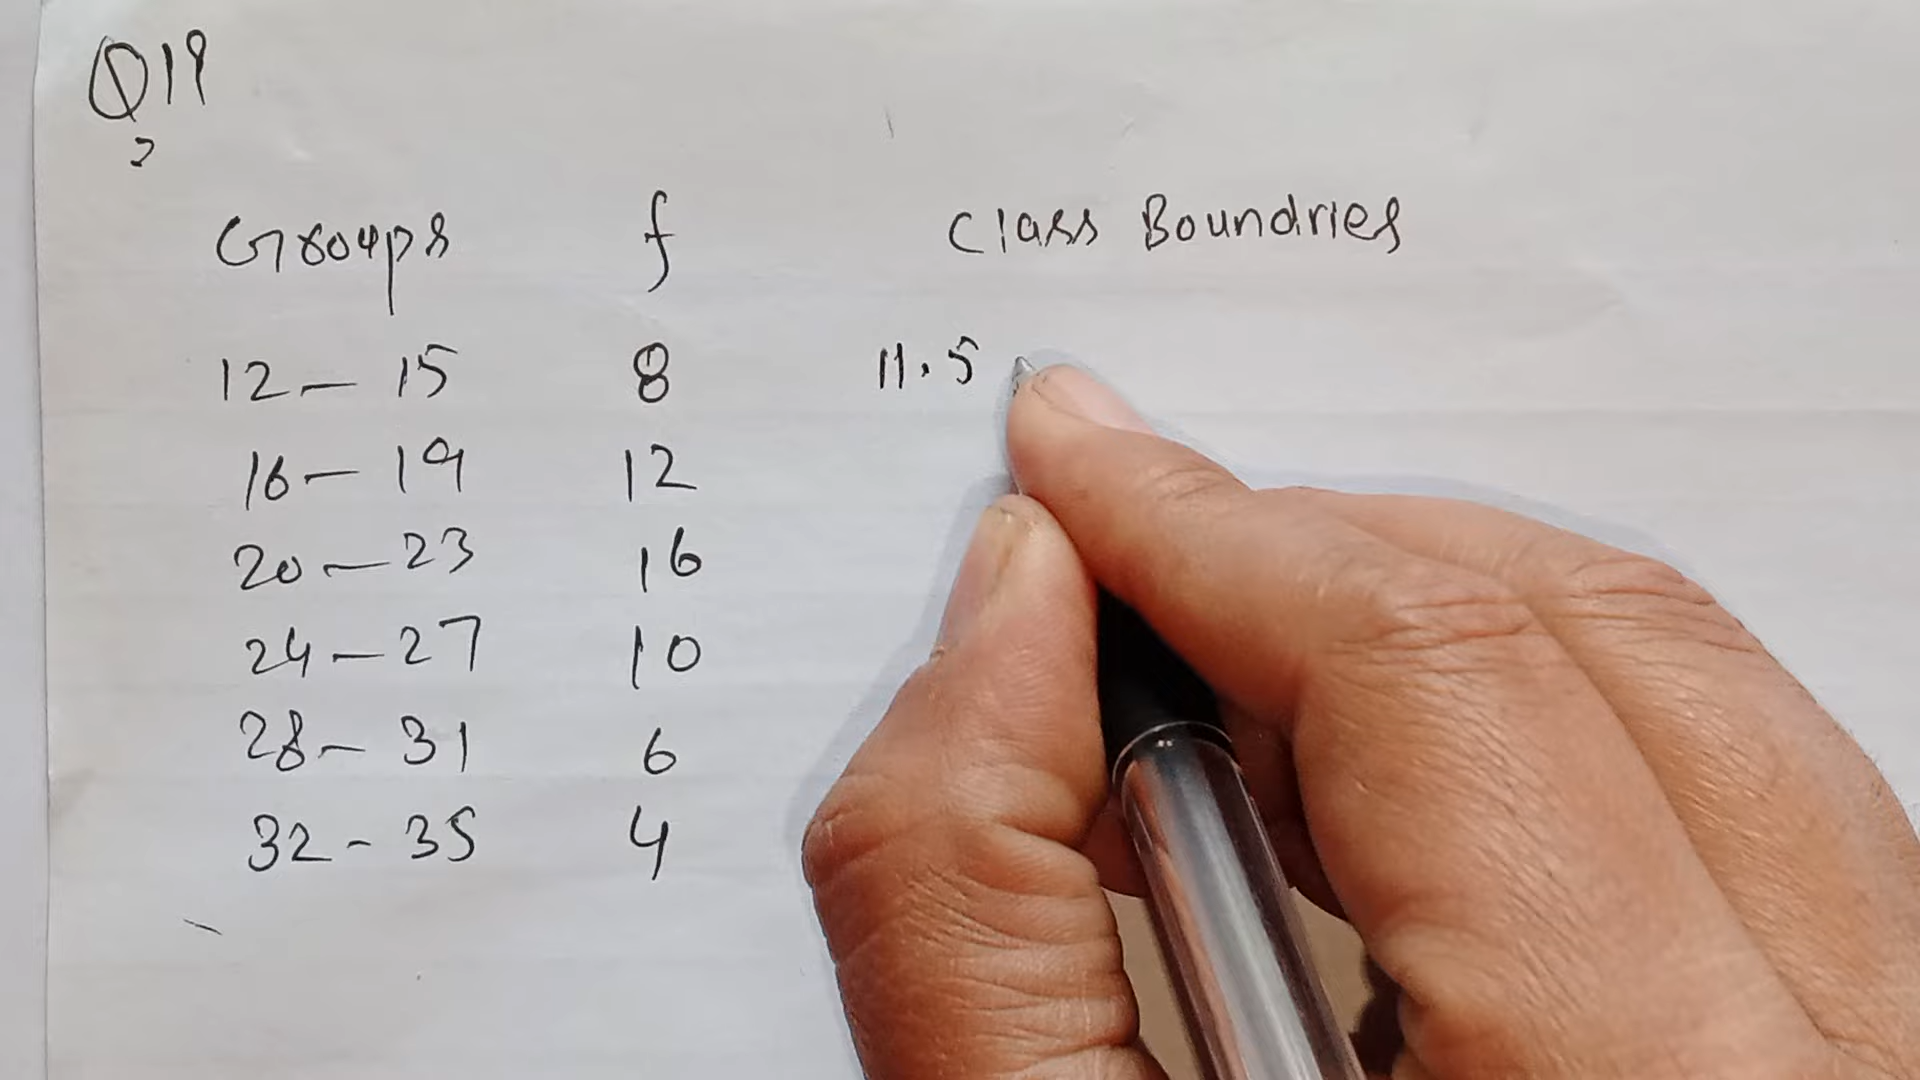 Q19
Groups f Class Boundries
12 - 15 8 11.5
16 - 19 12
20 - 23 16
24 - 27 10
28 - 31 6
32 - 35 4